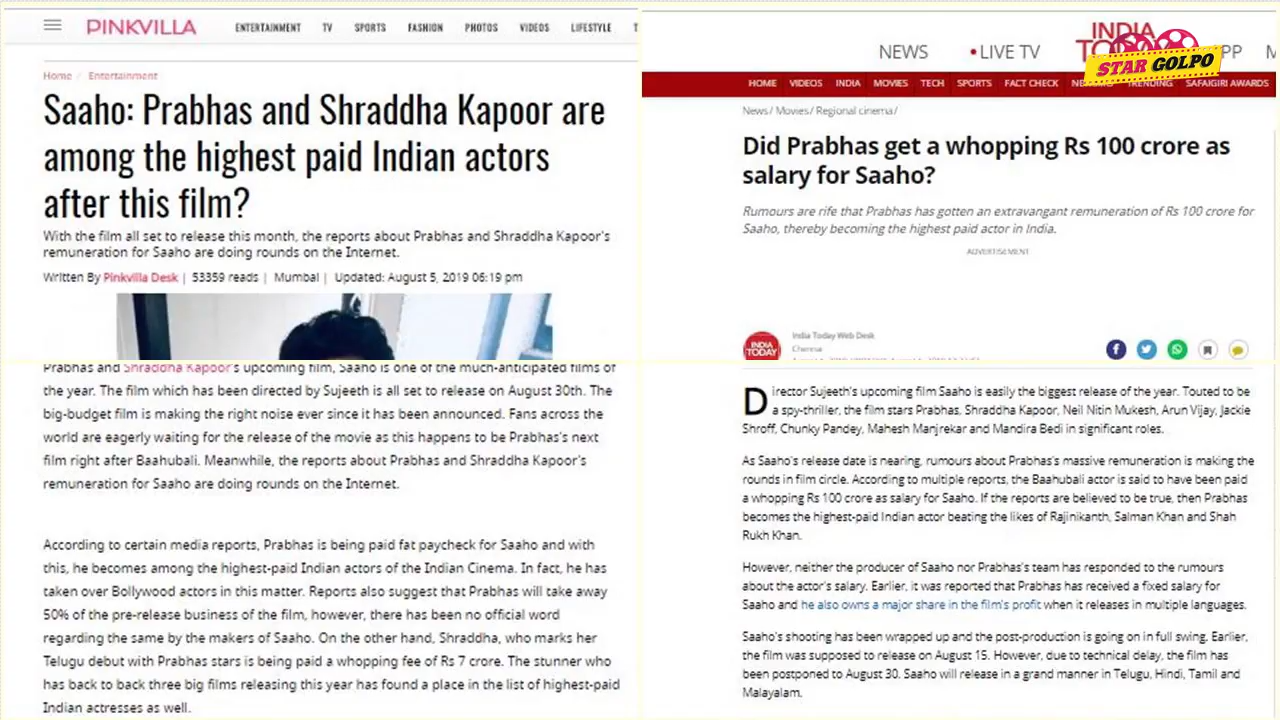 PINKVILLA
ENTERTAINMENT TV SPORTS FASHION PHOTOS VIDEOS LIFESTYLE
Home / Entertainment
Saaho: Prabhas and Shraddha Kapoor are
among the highest paid Indian actors
after this film?
With the film all set to release this month, the reports about Prabhas and Shraddha Kapoor's
remuneration for Saaho are doing rounds on the Internet.
Written By Pinkvilla Desk | 53359 reads | Mumbai | Updated: August 5, 2019 06:19 pm
Prabhas and Shraddha Kapoor's upcoming film, Saaho is one of the much-anticipated films of
the year. The film which has been directed by Sujeeth is all set to release on August 30th. The
big-budget film is making the right noise ever since it has been announced. Fans across the
world are eagerly waiting for the release of the movie as this happens to be Prabhas's next
film right after Baahubali. Meanwhile, the reports about Prabhas and Shraddha Kapoor's
remuneration for Saaho are doing rounds on the Internet.
According to certain media reports, Prabhas is being paid fat paycheck for Saaho and with
this, he becomes among the highest-paid Indian actors of the Indian Cinema. In fact, he has
taken over Bollywood actors in this matter. Reports also suggest that Prabhas will take away
50% of the pre-release business of the film, however, there has been no official word
regarding the same by the makers of Saaho. On the other hand, Shraddha, who marks her
Telugu debut with Prabhas stars is being paid a whopping fee of Rs 7 crore. The stunner who
has back to back three big films releasing this year has found a place in the list of highest-paid
Indian actresses as well.
INDIA
STAR GOLPO
NEWS •LIVE TV
HOME VIDEOS INDIA MOVIES TECH SPORTS FACT CHECK TRENDING SAFAIGIRI AWARDS
News/ Movies/ Regional cinema/
Did Prabhas get a whopping Rs 100 crore as
salary for Saaho?
Rumours are rife that Prabhas has gotten an extravangant remuneration of Rs 100 crore for
Saaho, thereby becoming the highest paid actor in India.
ADVERTISEMENT
INDIA
TODAY
India Today Web Desk
Chennai
Director Sujeeth's upcoming film Saaho is easily the biggest release of the year. Touted to be
a spy-thriller, the film stars Prabhas, Shraddha Kapoor, Neil Nitin Mukesh, Arun Vijay, Jackie
Shroff, Chunky Pandey, Mahesh Manjrekar and Mandira Bedi in significant roles.
As Saaho's release date is nearing, rumours about Prabhas's massive remuneration is making the
rounds in film circle. According to multiple reports, the Baahubali actor is said to have been paid
a whopping Rs 100 crore as salary for Saaho. If the reports are believed to be true, then Prabhas
becomes the highest-paid Indian actor beating the likes of Rajinikanth, Salman Khan and Shah
Rukh Khan.
However, neither the producer of Saaho nor Prabhas's team has responded to the rumours
about the actor's salary. Earlier, it was reported that Prabhas has received a fixed salary for
Saaho and he also owns a major share in the film's profit when it releases in multiple languages.
Saaho's shooting has been wrapped up and the post-production is going on in full swing. Earlier,
the film was supposed to release on August 15. However, due to technical delay, the film has
been postponed to August 30. Saaho will release in a grand manner in Telugu, Hindi, Tamil and
Malayalam.